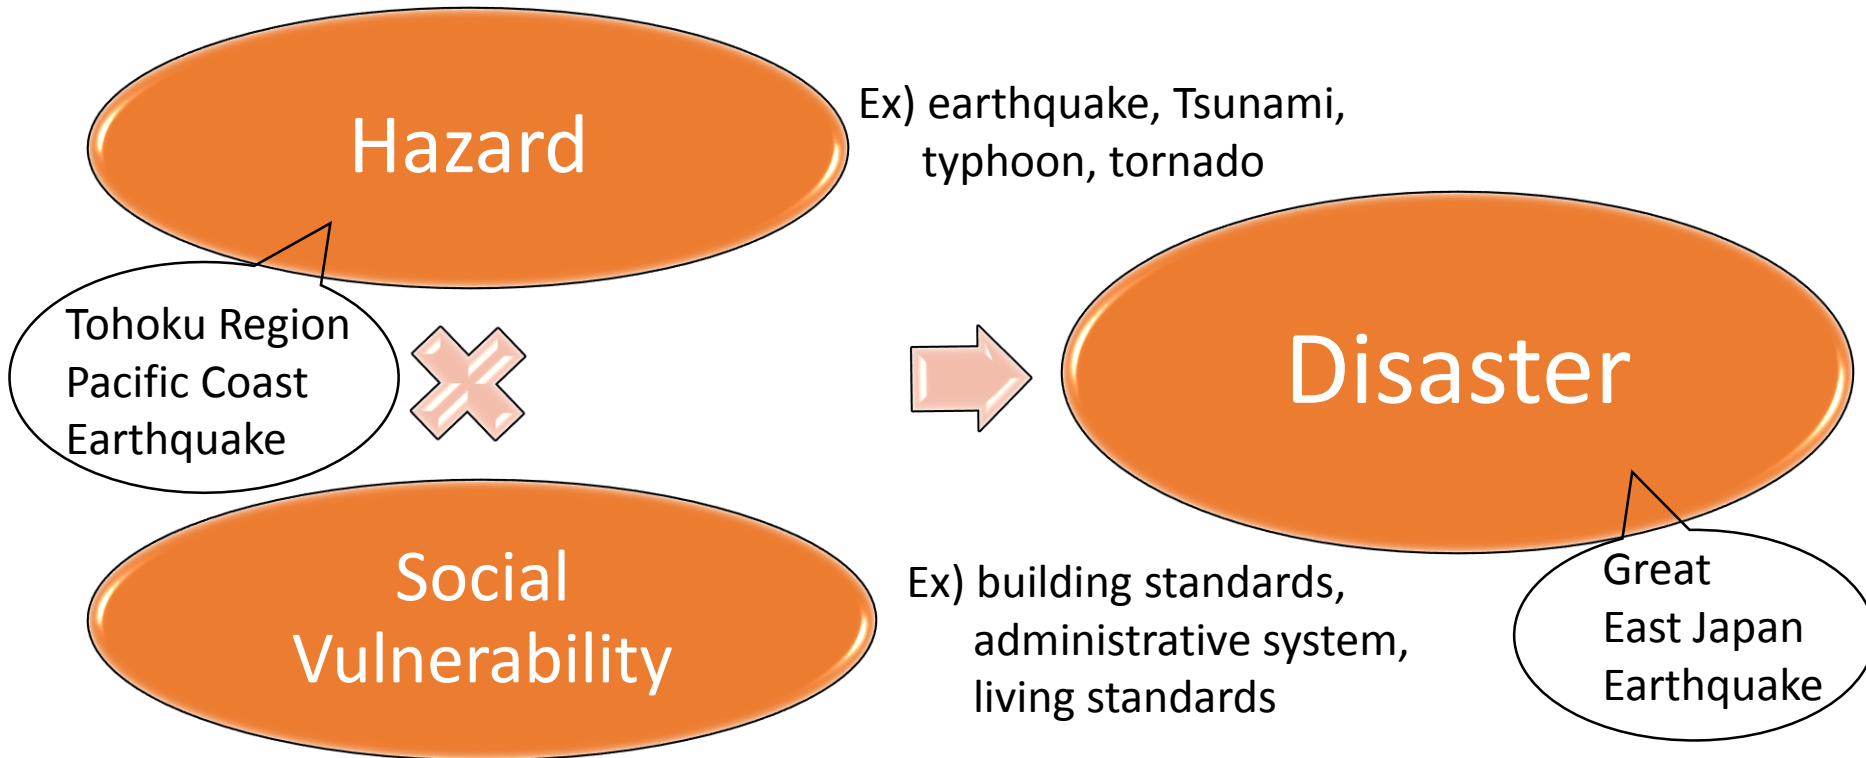 Hazard
Ex) earthquake, Tsunami,
typhoon, tornado
Tohoku Region
Pacific Coast
Earthquake
Disaster
Social
Vulnerability
Ex) building standards,
administrative system,
living standards
Great
East Japan
Earthquake